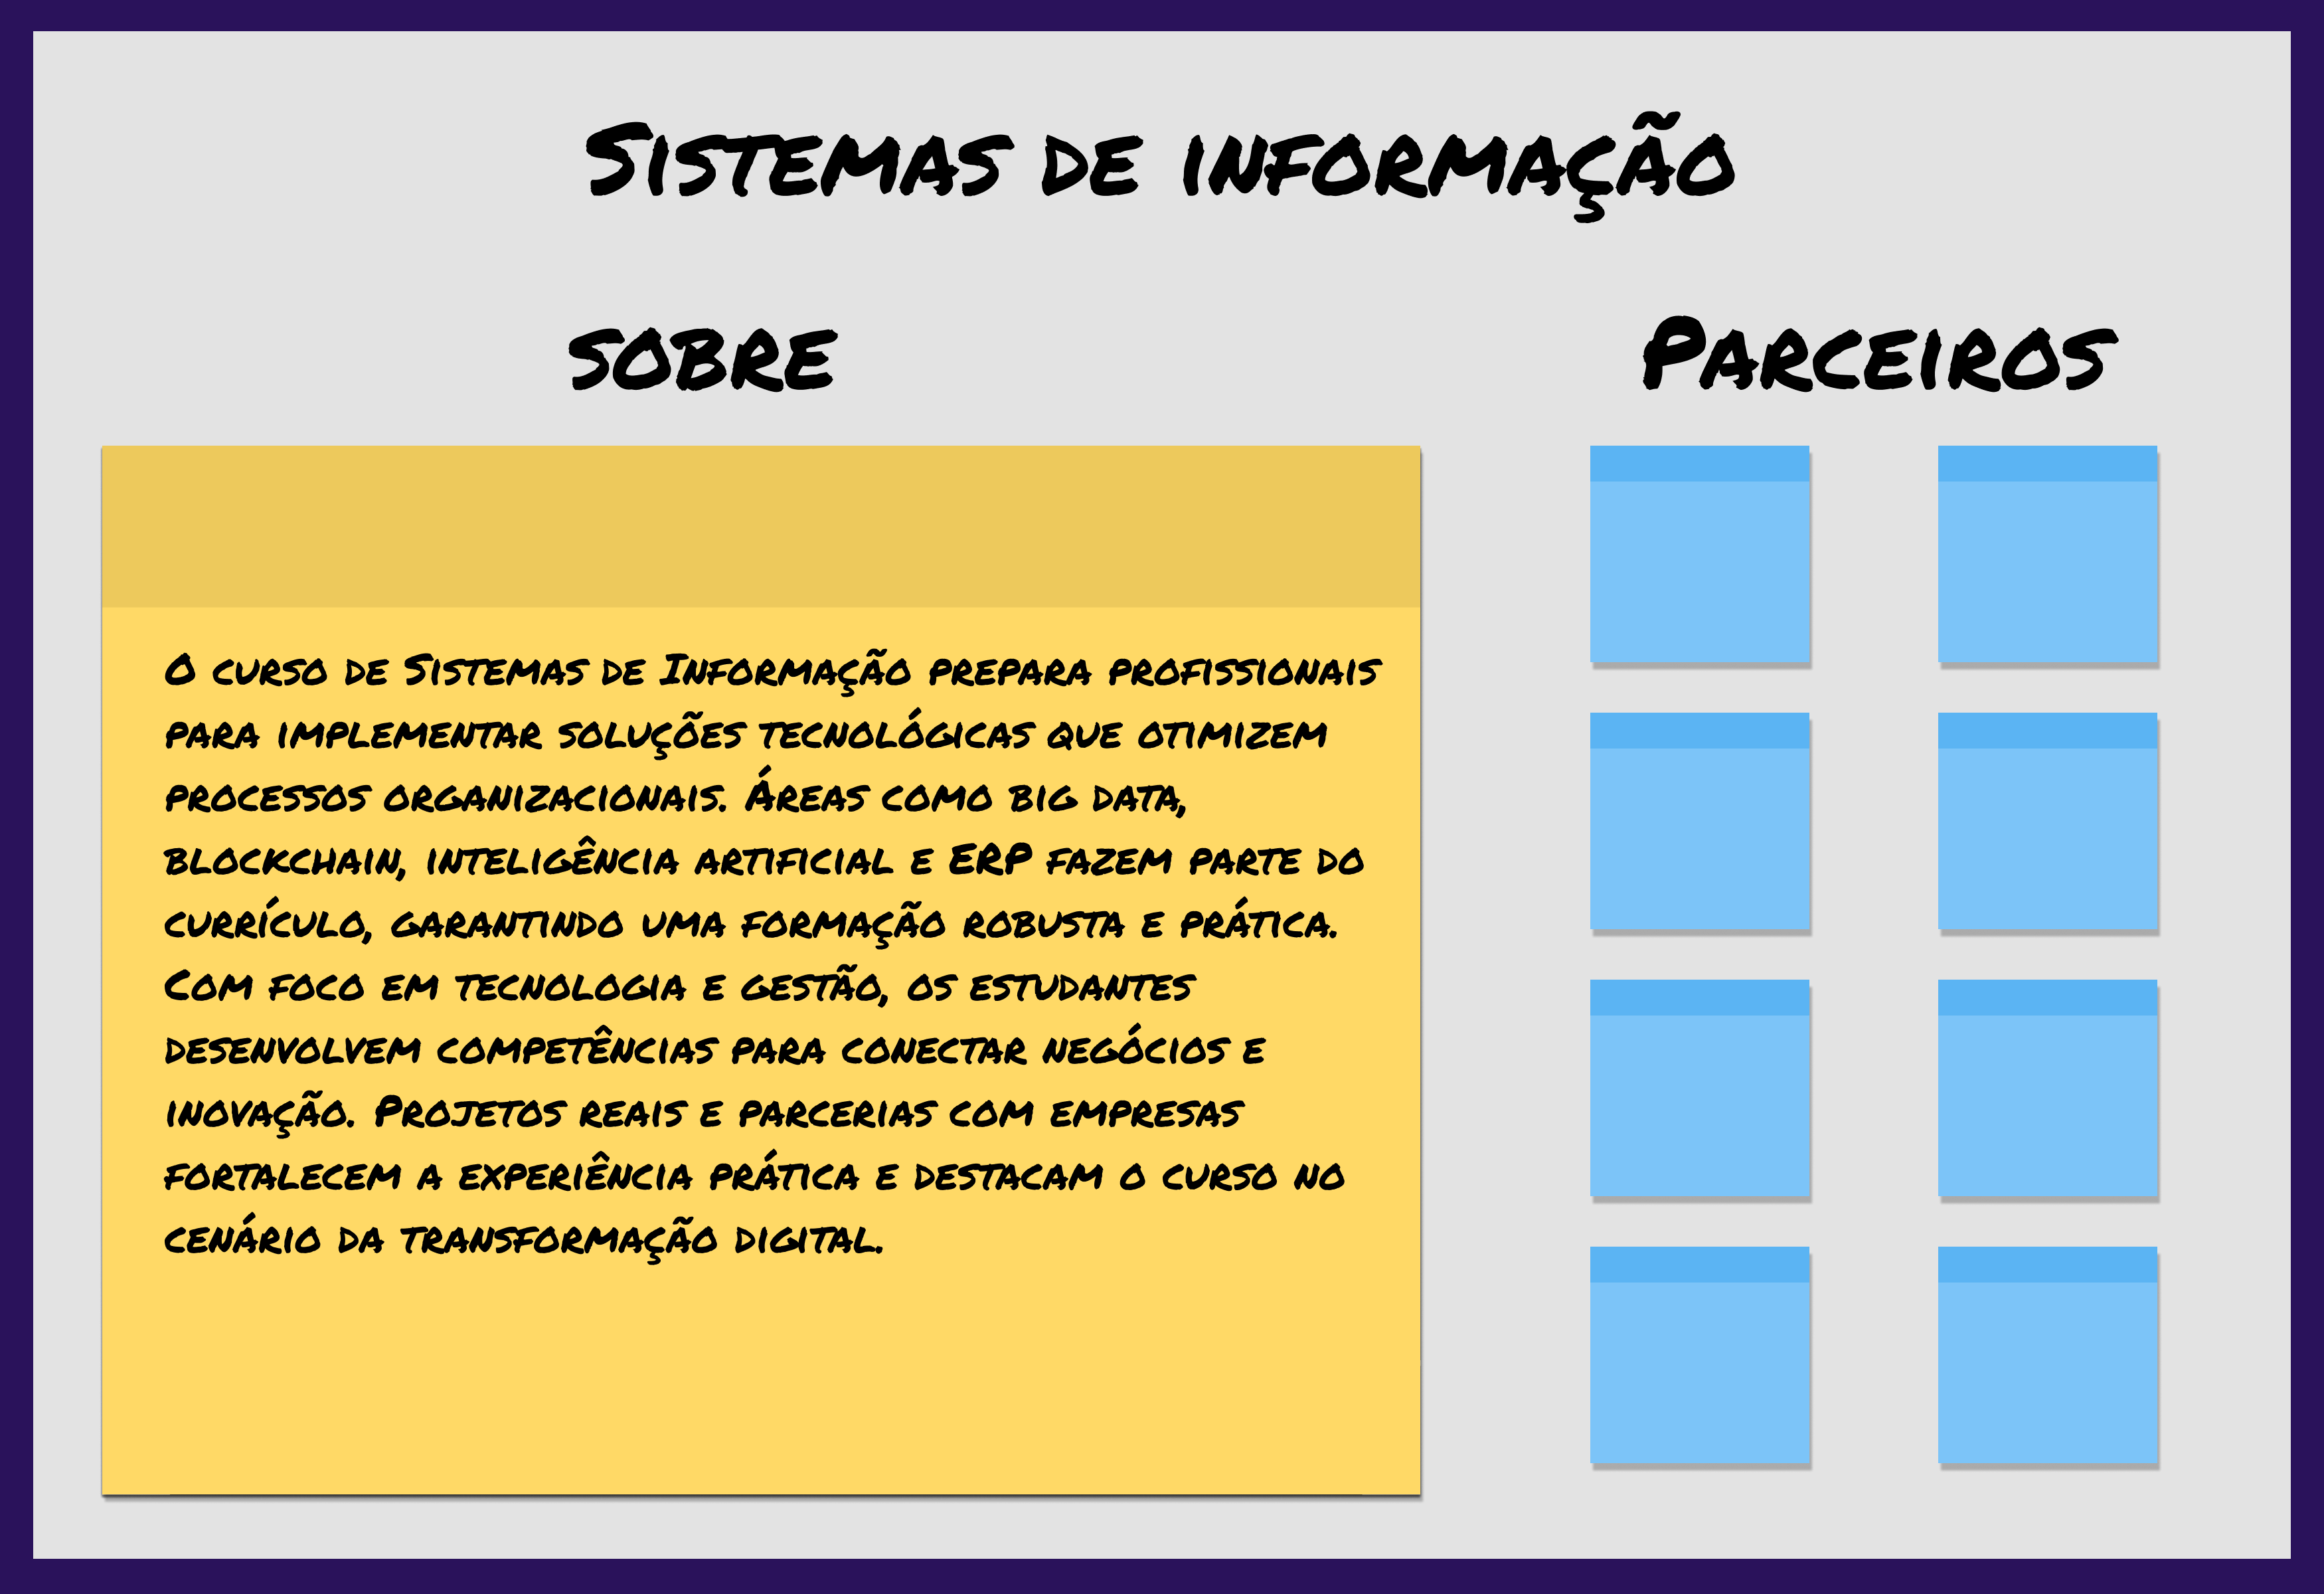 Sistemas de informação
sobre
Parceiros
O curso de Sistemas de Informação prepara profissionais
para implementar soluções tecnológicas que otimizem
processos organizacionais. Áreas como big data,
blockchain, inteligência artificial e ERP fazem parte do
currículo, garantindo uma formação robusta e prática.
Com foco em tecnologia e gestão, os estudantes
desenvolvem competências para conectar negócios e
inovação. Projetos reais e parcerias com empresas
fortalecem a experiência prática e destacam o curso no
cenário da transformação digital.